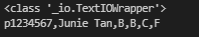 <class '_io.TextIOWrapper'>
p1234567,Junie Tan,B,B,C,F